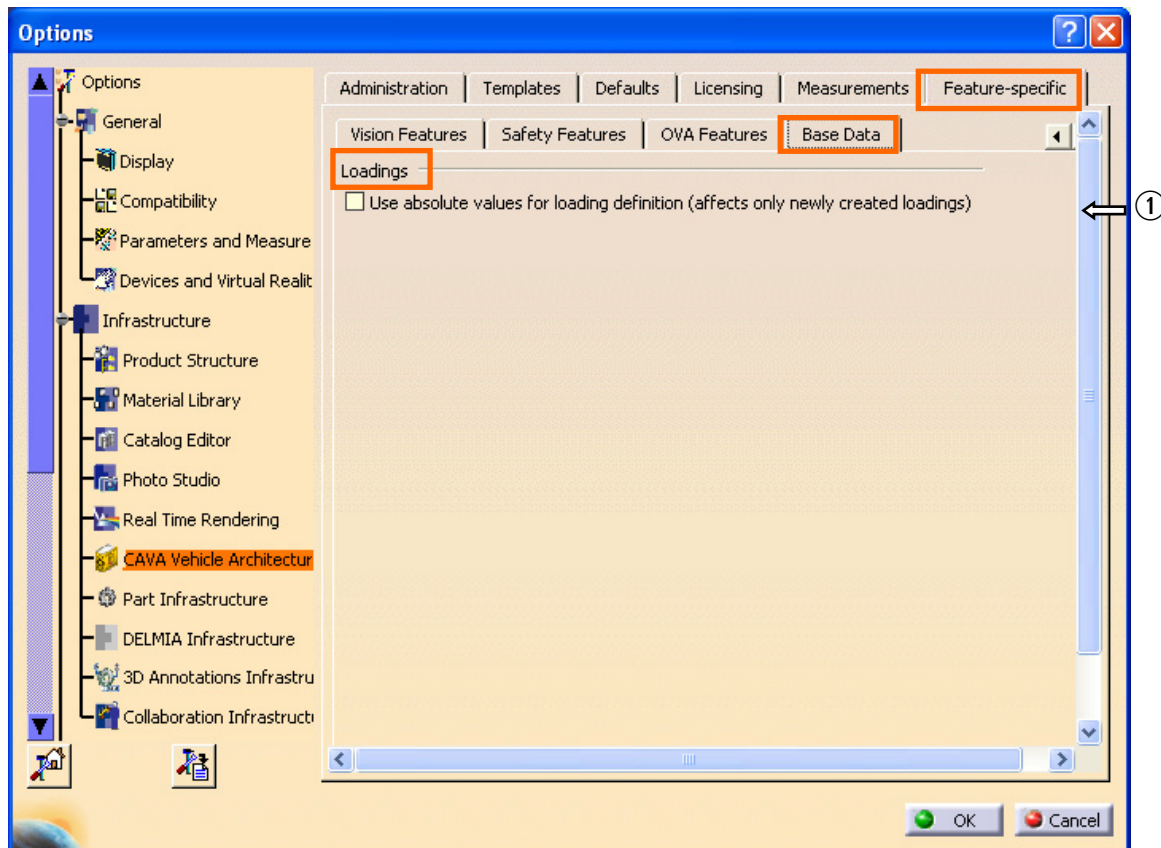 Options
Options
General
Display
Compatibility
Parameters and Measure
Devices and Virtual Realit
Infrastructure
Product Structure
Material Library
Catalog Editor
Photo Studio
Real Time Rendering
CAVA Vehicle Architectur
Part Infrastructure
DELMIA Infrastructure
3D Annotations Infrastru
Collaboration Infrastructu
Administration Templates Defaults Licensing Measurements Feature-specific
Vision Features Safety Features OVA Features Base Data
Loadings
Use absolute values for loading definition (affects only newly created loadings)
①
OK Cancel